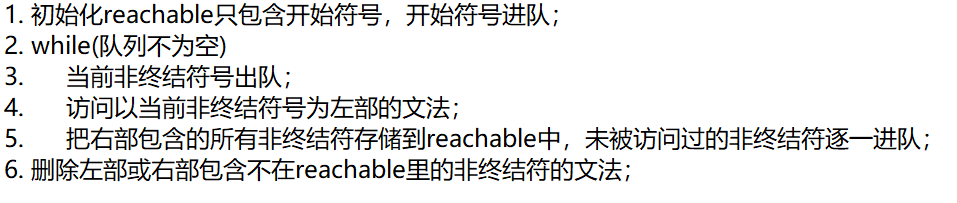 1. 初始化reachable只包含开始符号，开始符号进队；
2. while(队列不为空)
3. 当前非终结符号出队；
4. 访问以当前非终结符号为左部的文法；
5. 把右部包含的所有非终结符存储到reachable中，未被访问过的非终结符逐一进队；
6. 删除左部或右部包含不在reachable里的非终结符的文法；